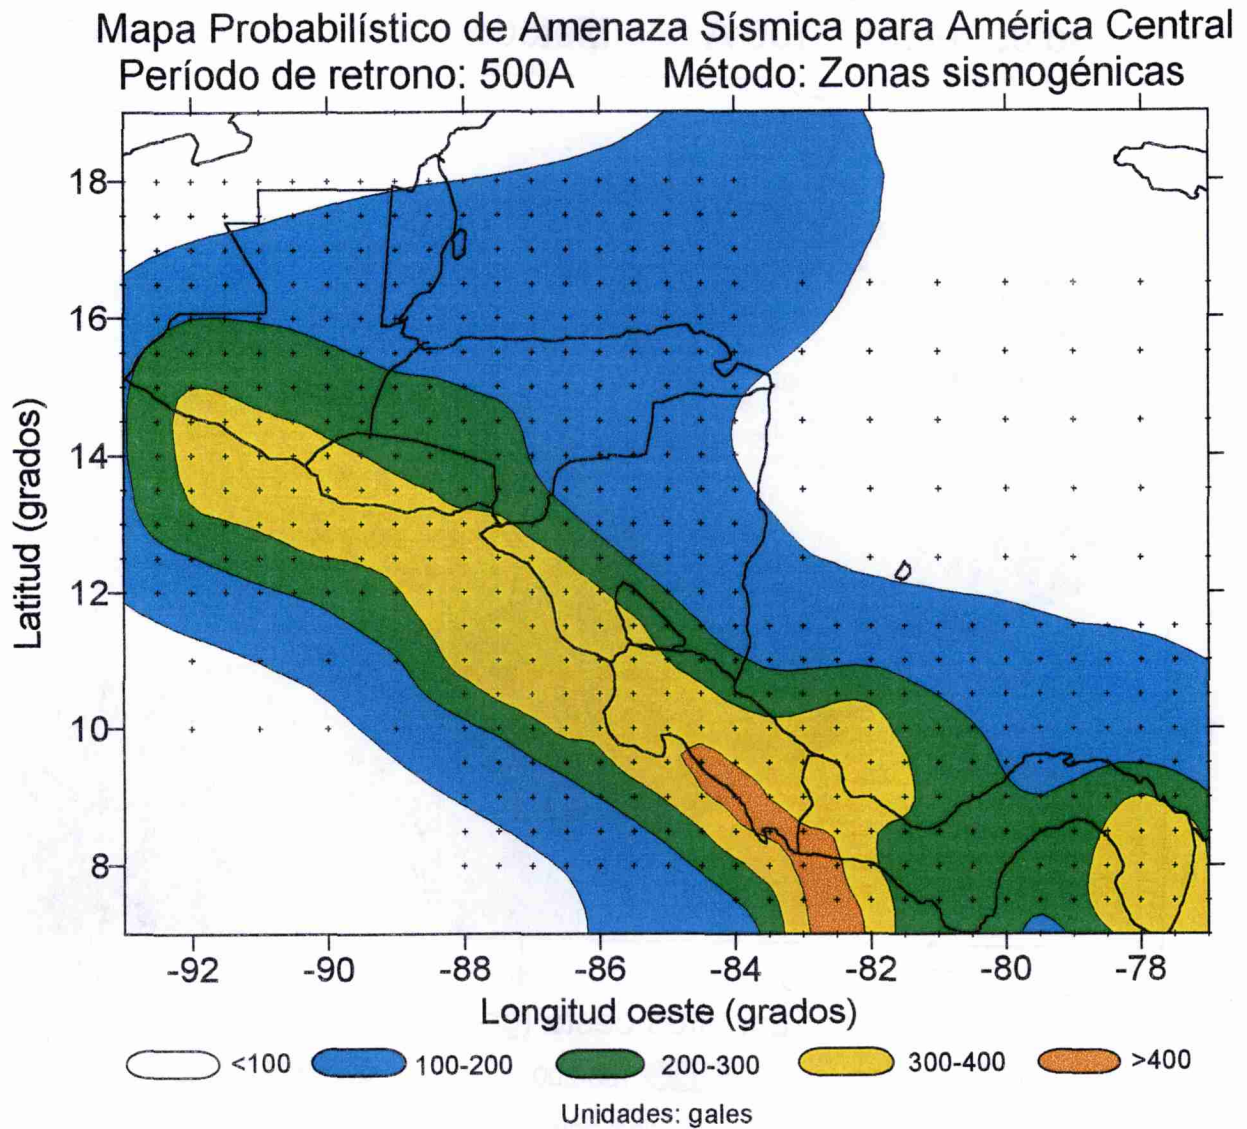 Mapa Probabilístico de Amenaza Sísmica para América Central
Período de retrono: 500A Método: Zonas sismogénicas
18
16
14
12
10
8
Latitud (grados)
-92 -90 -88 -86 -84 -82 -80 -78
Longitud oeste (grados)
<100 100-200 200-300 300-400 >400
Unidades: gales